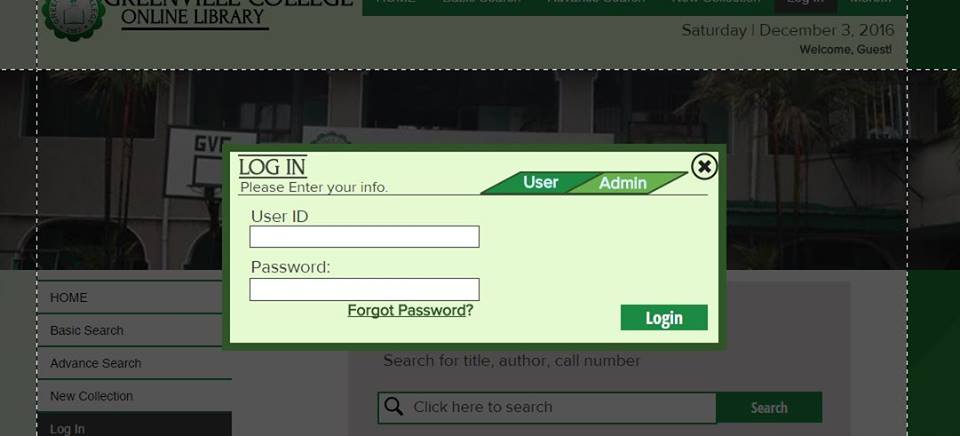 GREENVILLE COLLEGE
ONLINE LIBRARY
HOME Basic Search Advance Search New Collection Log In
Saturday | December 3, 2016
Welcome, Guest!
GVC
LOG IN
Please Enter your info.
User Admin
User ID
Password:
Forgot Password?
Login
HOME
Basic Search
Advance Search
New Collection
Log In
Search for title, author, call number
Click here to search
Search